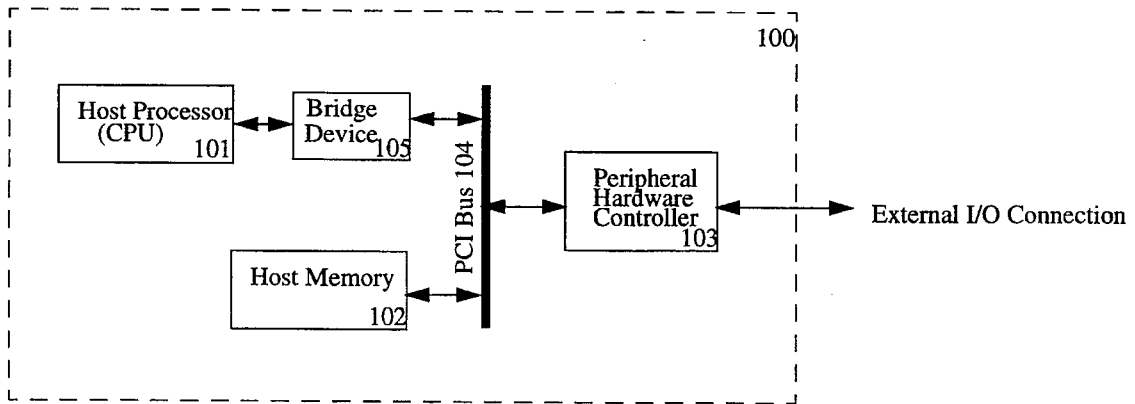 100
Host Processor
(CPU)
101
Bridge
Device
105
PCI Bus 104
Peripheral
Hardware
Controller
103
External I/O Connection
Host Memory
102